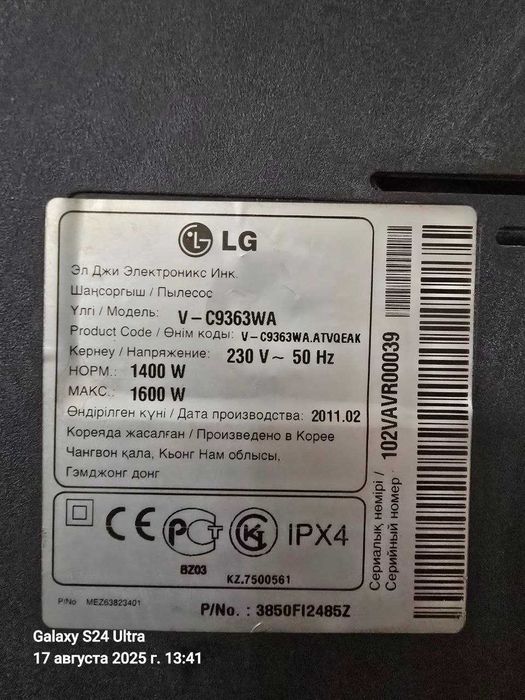 LG
Эл Джи Электроникс Инк.
Шаңсорғыш / Пылесос
Үлгі / Модель: V-C9363WA
Product Code / Өнім коды: V-C9363WA.ATVQEAK
Кернеу / Напряжение: 230 V ~ 50 Hz
НОРМ.: 1400 W
МАКС.: 1600 W
Өндірілген күні / Дата производства: 2011.02
Кореяда жасалған / Произведено в Корее
Чангвон қала, Кьонг Нам облысы,
Гэмджонг донг
CE РСТ IPX4
BZ03 KZ.7500561
P/No MEZ63823401
P/No. : 3850FI2485Z
Сериалық нөмірі /
Серийный номер : 102VAVR00039
Galaxy S24 Ultra
17 августа 2025 г. 13:41